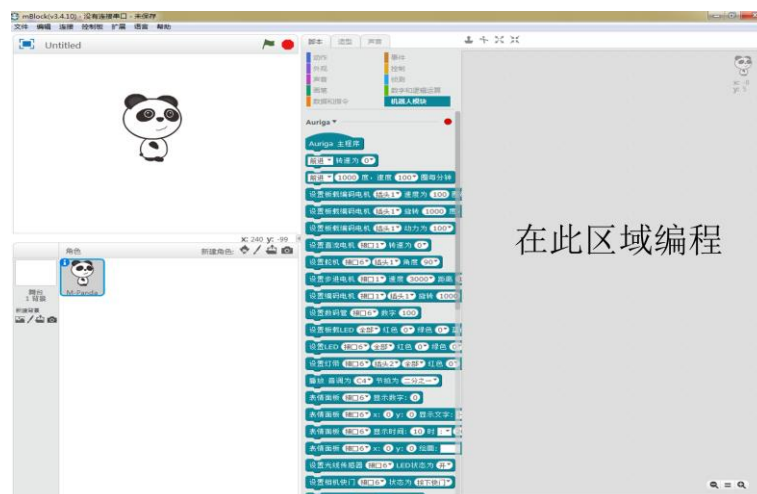 mBlock(v3.4.10) - 没有连接串口 - 未保存
文件 编辑 连接 控制板 扩展 语言 帮助
Untitled
x: 240 y: -99
角色 新建角色:
舞台
1 背景
M-Panda
新建背景
脚本 造型 声音
动作 事件
外观 控制
声音 侦测
画笔 数字和逻辑运算
数据和指令 机器人模块
Auriga
Auriga 主程序
前进 转速为 0
前进 1000 度，速度 100 圈每分钟
设置板载编码电机 插头1 速度为 100
设置板载编码电机 插头1 旋转 1000 度
设置板载编码电机 插头1 动力为 100
设置直流电机 接口1 转速为 0
设置舵机 接口6 插头1 角度 90
设置步进电机 接口1 速度 3000 距离
设置编码电机 接口1 插头1 旋转 1000
设置数码管 接口6 数字 100
设置板载LED 全部 红色 0 绿色 0
设置LED 接口6 全部 红色 0 绿色 0
设置灯带 接口6 插头2 全部 红色 0
播放 音调为 C4 节拍为 二分之一
表情面板 接口6 显示数字: 0
表情面板 接口6 x: 0 y: 0 显示文字:
表情面板 接口6 显示时间: 10 时 :
表情面板 接口6 x: 0 y: 0 绘画:
设置光线传感器 接口6 LED状态为 开
设置相机快门 接口6 状态为 按下快门
在此区域编程